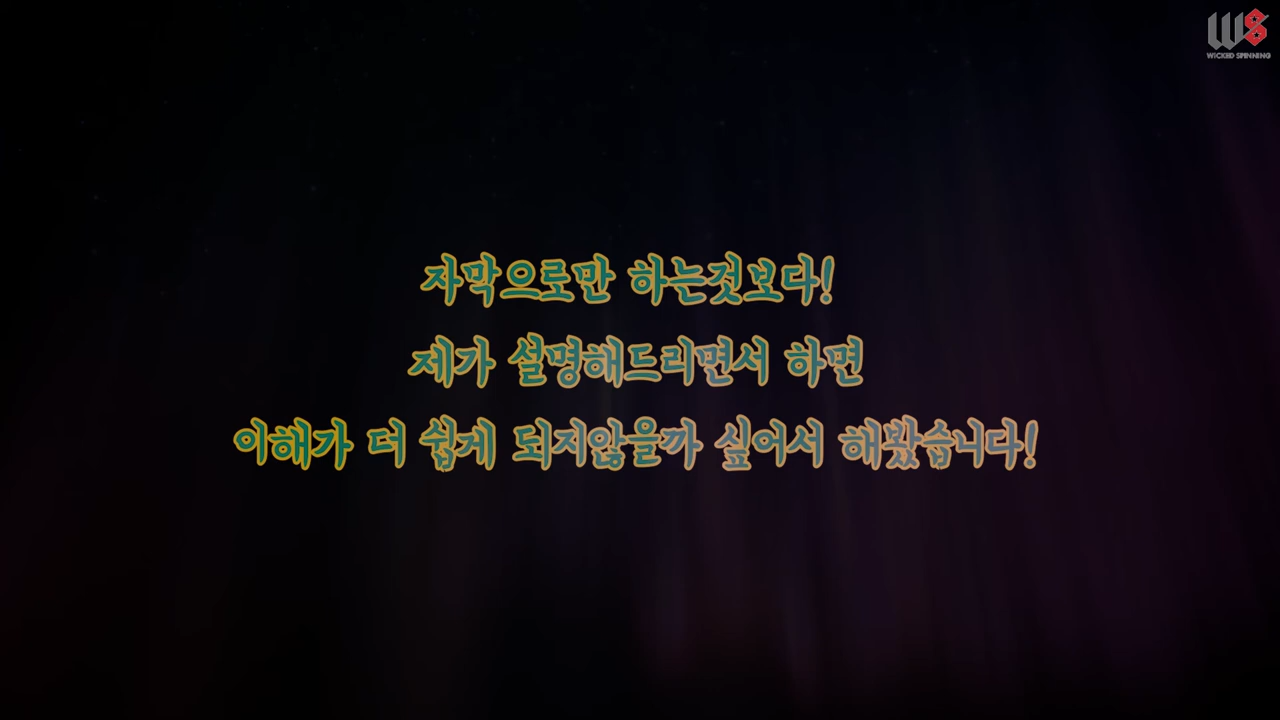 WS
WICKED SPINNING
자막으로만 하는것보다!
제가 설명해드리면서 하면
이해가 더 쉽게 되지않을까 싶어서 해봤습니다!